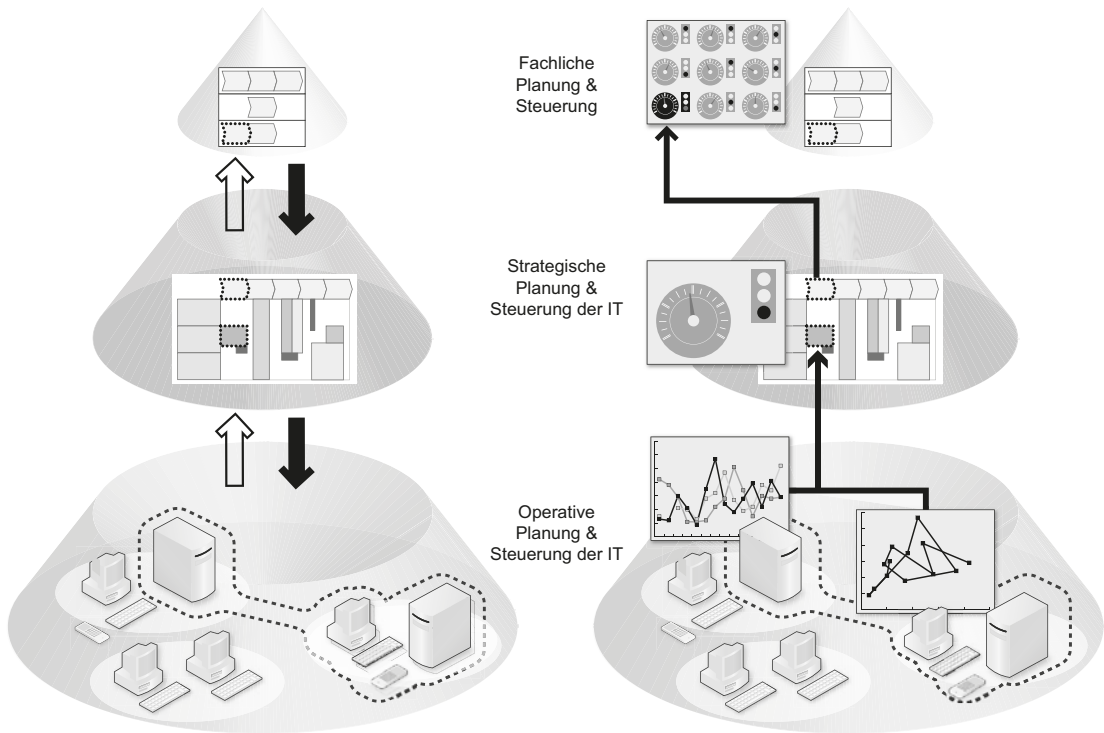 Fachliche
Planung &
Steuerung
Strategische
Planung &
Steuerung der IT
Operative
Planung &
Steuerung der IT